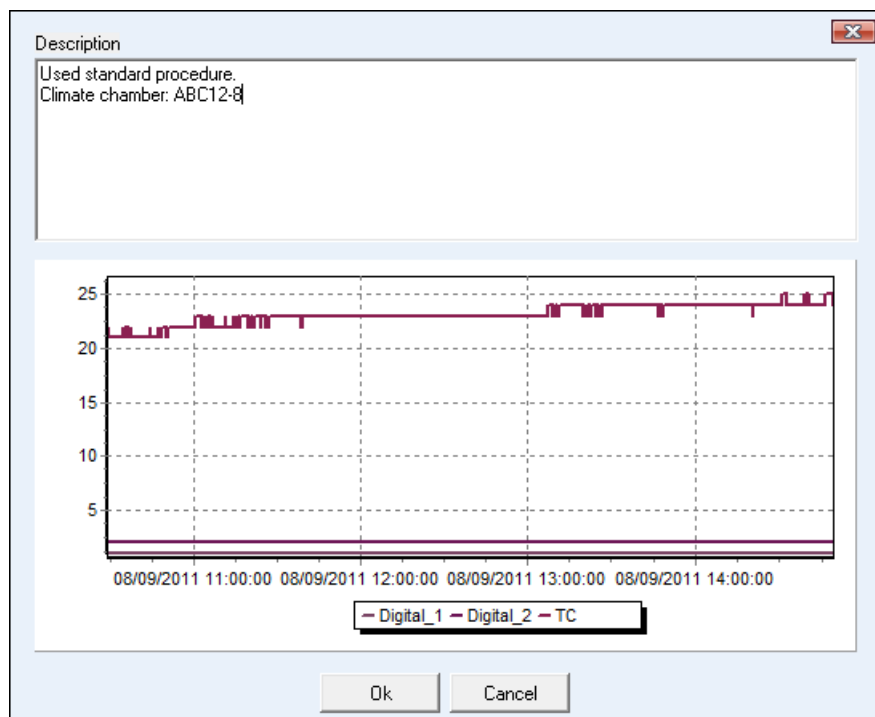 Description
Used standard procedure.
Climate chamber: ABC12-8
25
20
15
10
5
08/09/2011 11:00:00 08/09/2011 12:00:00 08/09/2011 13:00:00 08/09/2011 14:00:00
Digital_1 Digital_2 TC
Ok Cancel